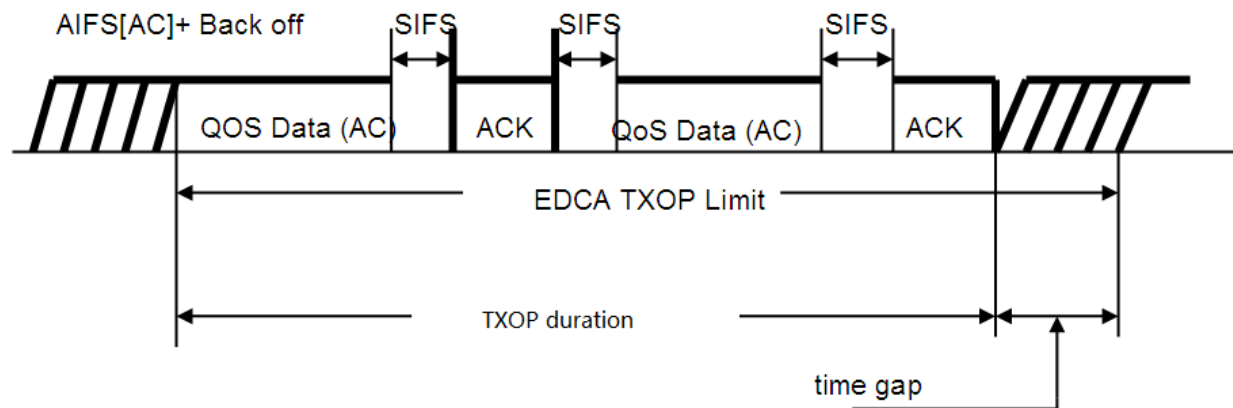 AIFS[AC]+ Back off
SIFS
SIFS
SIFS
QOS Data (AC)
ACK
QoS Data (AC)
ACK
EDCA TXOP Limit
TXOP duration
time gap